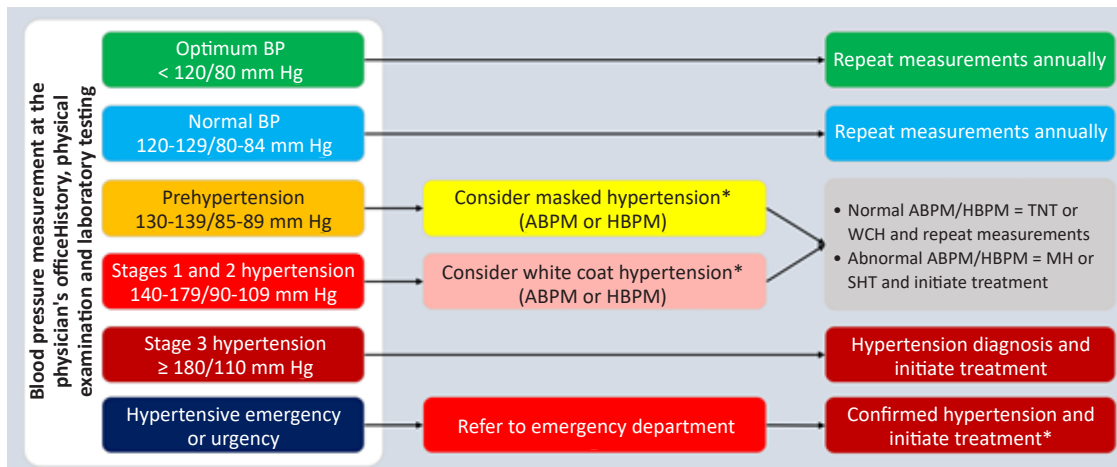 Blood pressure measurement at the
physician's officeHistory, physical
examination and laboratory testing
Optimum BP
< 120/80 mm Hg
Repeat measurements annually
Normal BP
120-129/80-84 mm Hg
Repeat measurements annually
Prehypertension
130-139/85-89 mm Hg
Consider masked hypertension*
(ABPM or HBPM)
Stages 1 and 2 hypertension
140-179/90-109 mm Hg
Consider white coat hypertension*
(ABPM or HBPM)
• Normal ABPM/HBPM = TNT or
WCH and repeat measurements
• Abnormal ABPM/HBPM = MH or
SHT and initiate treatment
Stage 3 hypertension
≥ 180/110 mm Hg
Hypertension diagnosis and
initiate treatment
Hypertensive emergency
or urgency
Refer to emergency department
Confirmed hypertension and
initiate treatment*